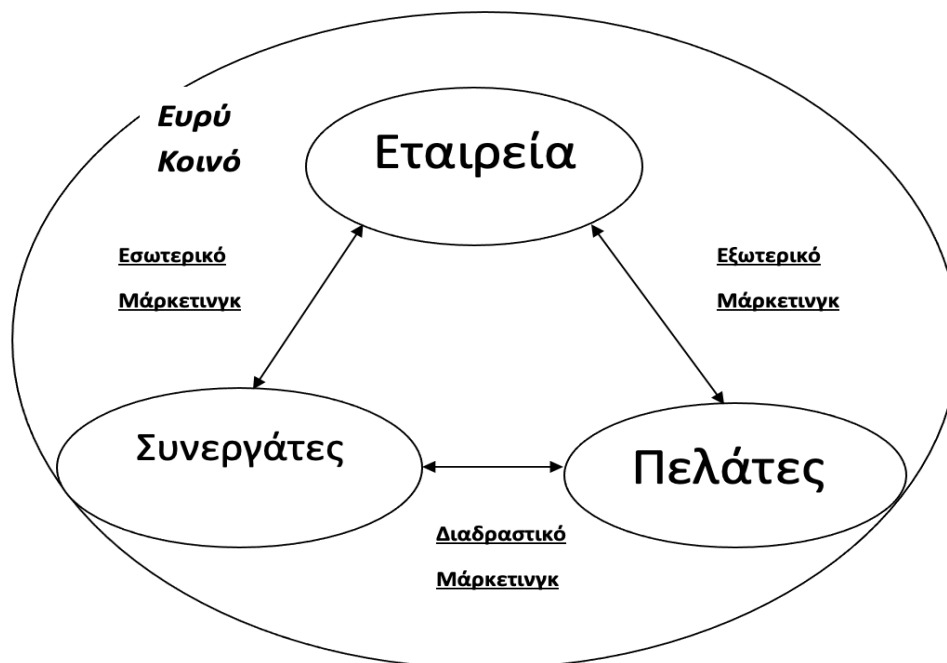 Ευρύ
Κοινό
Εταιρεία
Εσωτερικό
Μάρκετινγκ
Εξωτερικό
Μάρκετινγκ
Συνεργάτες
Πελάτες
Διαδραστικό
Μάρκετινγκ